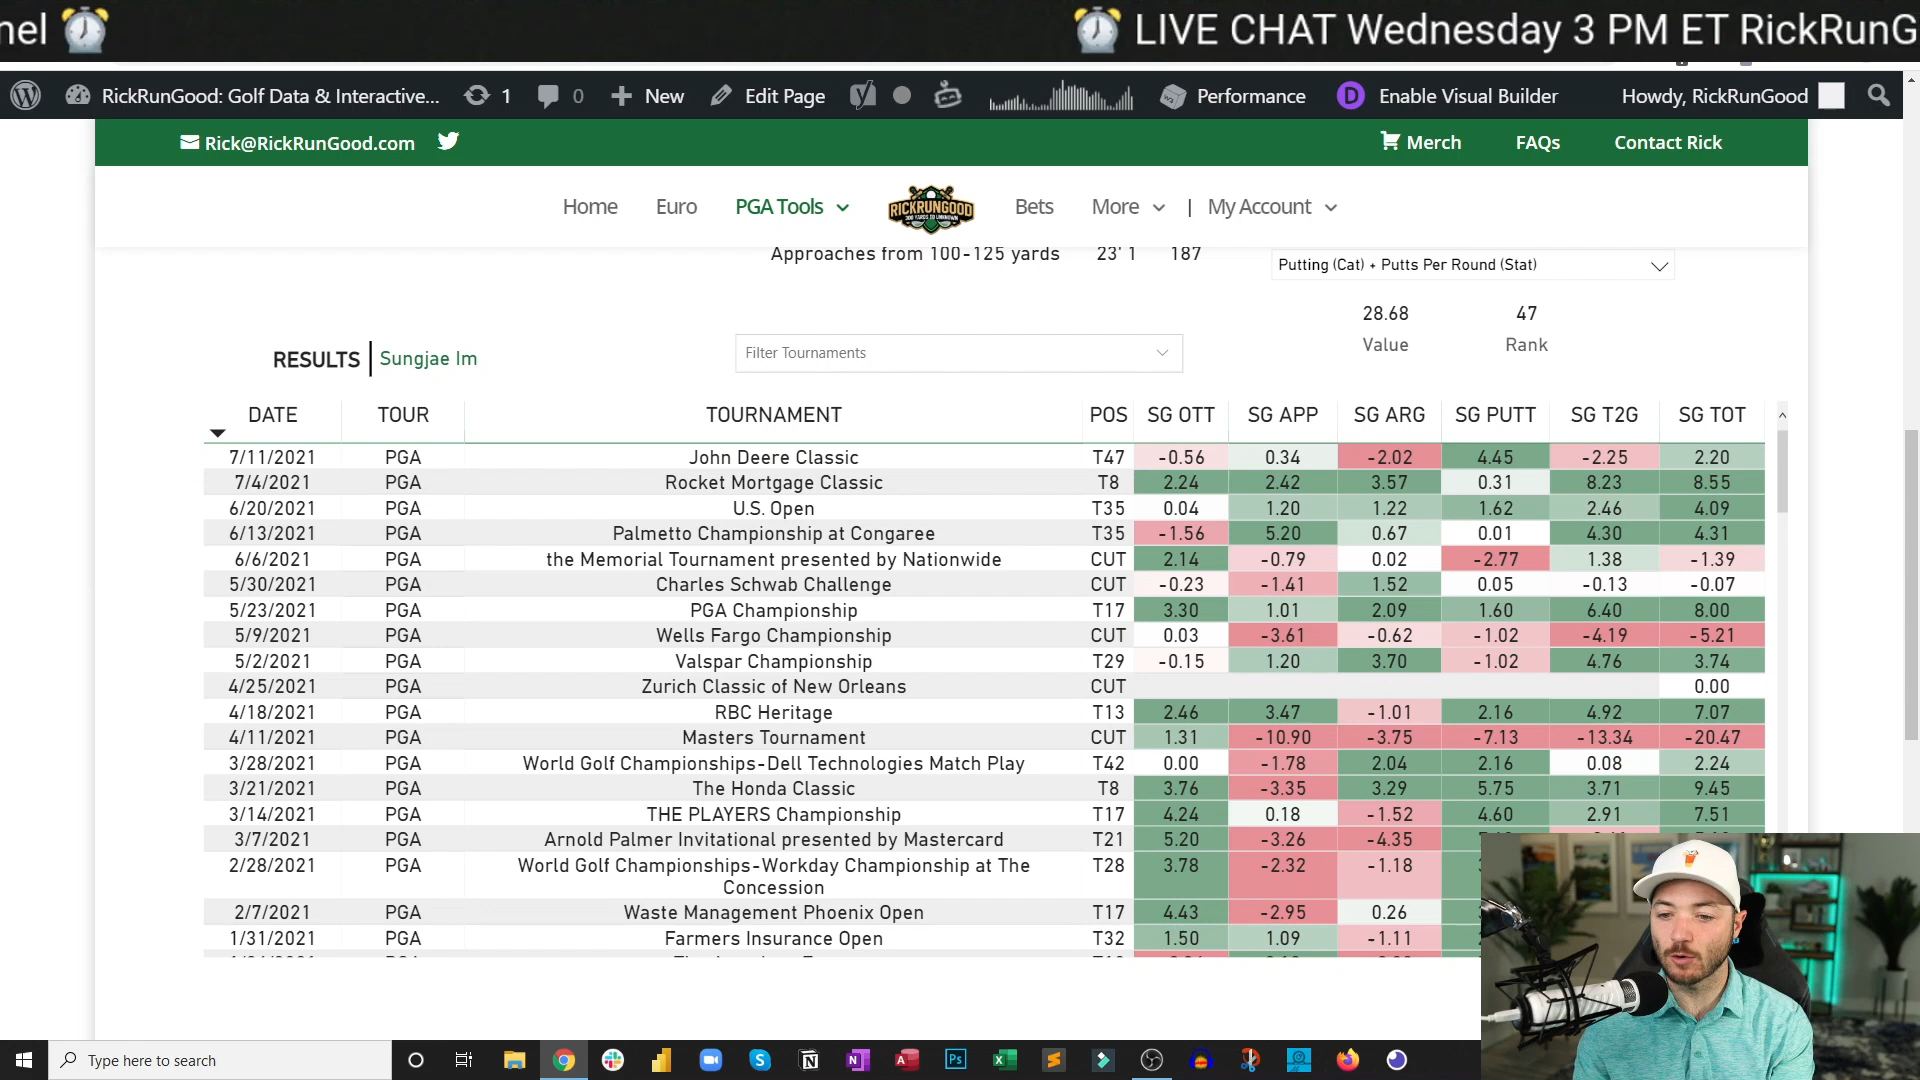 nel ⏰ ⏰ LIVE CHAT Wednesday 3 PM ET RickRunG
RickRunGood: Golf Data & Interactive... 1 0 New Edit Page Performance D Enable Visual Builder Howdy, RickRunGood
Rick@RickRunGood.com Merch FAQs Contact Rick
Home Euro PGA Tools RICKRUNGOOD Bets More | My Account
Approaches from 100-125 yards 23' 1 187 Putting (Cat) + Putts Per Round (Stat)
28.68 47
Value Rank
RESULTS Sungjae Im Filter Tournaments
DATE TOUR TOURNAMENT POS SG OTT SG APP SG ARG SG PUTT SG T2G SG TOT
7/11/2021 PGA John Deere Classic T47 -0.56 0.34 -2.02 4.45 -2.25 2.20
7/4/2021 PGA Rocket Mortgage Classic T8 2.24 2.42 3.57 0.31 8.23 8.55
6/20/2021 PGA U.S. Open T35 0.04 1.20 1.22 1.62 2.46 4.09
6/13/2021 PGA Palmetto Championship at Congaree T35 -1.56 5.20 0.67 0.01 4.30 4.31
6/6/2021 PGA the Memorial Tournament presented by Nationwide CUT 2.14 -0.79 0.02 -2.77 1.38 -1.39
5/30/2021 PGA Charles Schwab Challenge CUT -0.23 -1.41 1.52 0.05 -0.13 -0.07
5/23/2021 PGA PGA Championship T17 3.30 1.01 2.09 1.60 6.40 8.00
5/9/2021 PGA Wells Fargo Championship CUT 0.03 -3.61 -0.62 -1.02 -4.19 -5.21
5/2/2021 PGA Valspar Championship T29 -0.15 1.20 3.70 -1.02 4.76 3.74
4/25/2021 PGA Zurich Classic of New Orleans CUT 0.00
4/18/2021 PGA RBC Heritage T13 2.46 3.47 -1.01 2.16 4.92 7.07
4/11/2021 PGA Masters Tournament CUT 1.31 -10.90 -3.75 -7.13 -13.34 -20.47
3/28/2021 PGA World Golf Championships-Dell Technologies Match Play T42 0.00 -1.78 2.04 2.16 0.08 2.24
3/21/2021 PGA The Honda Classic T8 3.76 -3.35 3.29 5.75 3.71 9.45
3/14/2021 PGA THE PLAYERS Championship T17 4.24 0.18 -1.52 4.60 2.91 7.51
3/7/2021 PGA Arnold Palmer Invitational presented by Mastercard T21 5.20 -3.26 -4.35
2/28/2021 PGA World Golf Championships-Workday Championship at The T28 3.78 -2.32 -1.18
Concession
2/7/2021 PGA Waste Management Phoenix Open T17 4.43 -2.95 0.26
1/31/2021 PGA Farmers Insurance Open T32 1.50 1.09 -1.11
Type here to search